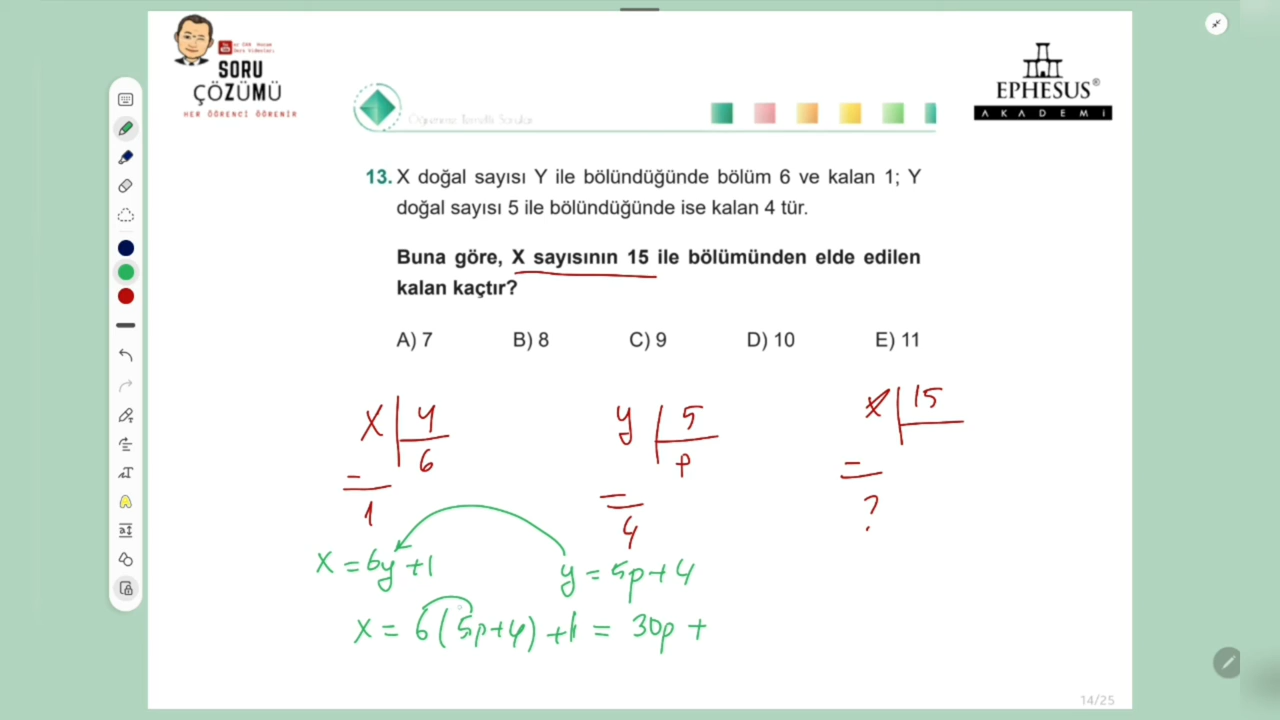 SORU
ÇÖZÜMÜ
HER ÖĞRENCİ ÖĞRENİR
EPHESUS®
AKADEMİ
13. X doğal sayısı Y ile bölündüğünde bölüm 6 ve kalan 1; Y
doğal sayısı 5 ile bölündüğünde ise kalan 4 tür.
Buna göre, X sayısının 15 ile bölümünden elde edilen
kalan kaçtır?
A) 7 B) 8 C) 9 D) 10 E) 11
x 4 y 5 x 15
6 p
1 4 ?
x = 6y + 1 y = 5p + 4
x = 6(5p+4) + 1 = 30p +
14/25